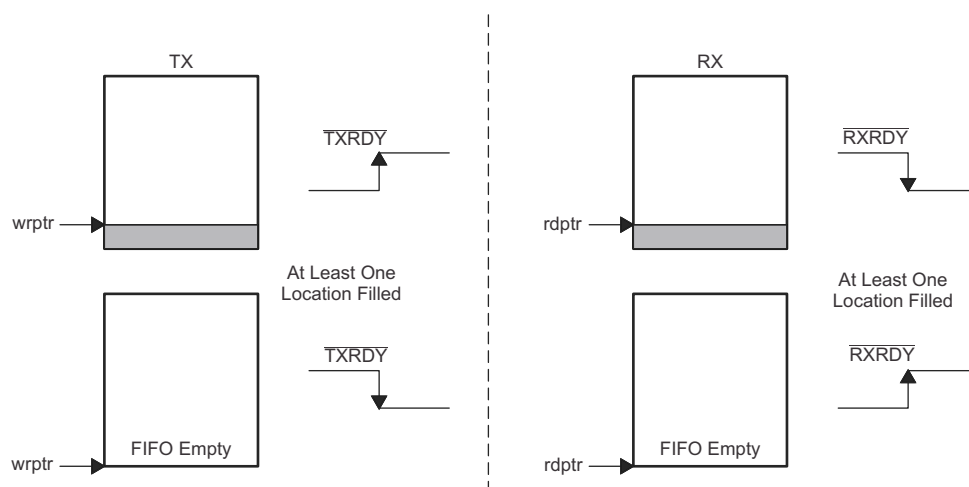 TX
TXRDY
wrptr
At Least One
Location Filled
TXRDY
FIFO Empty
wrptr
RX
RXRDY
rdptr
At Least One
Location Filled
RXRDY
FIFO Empty
rdptr